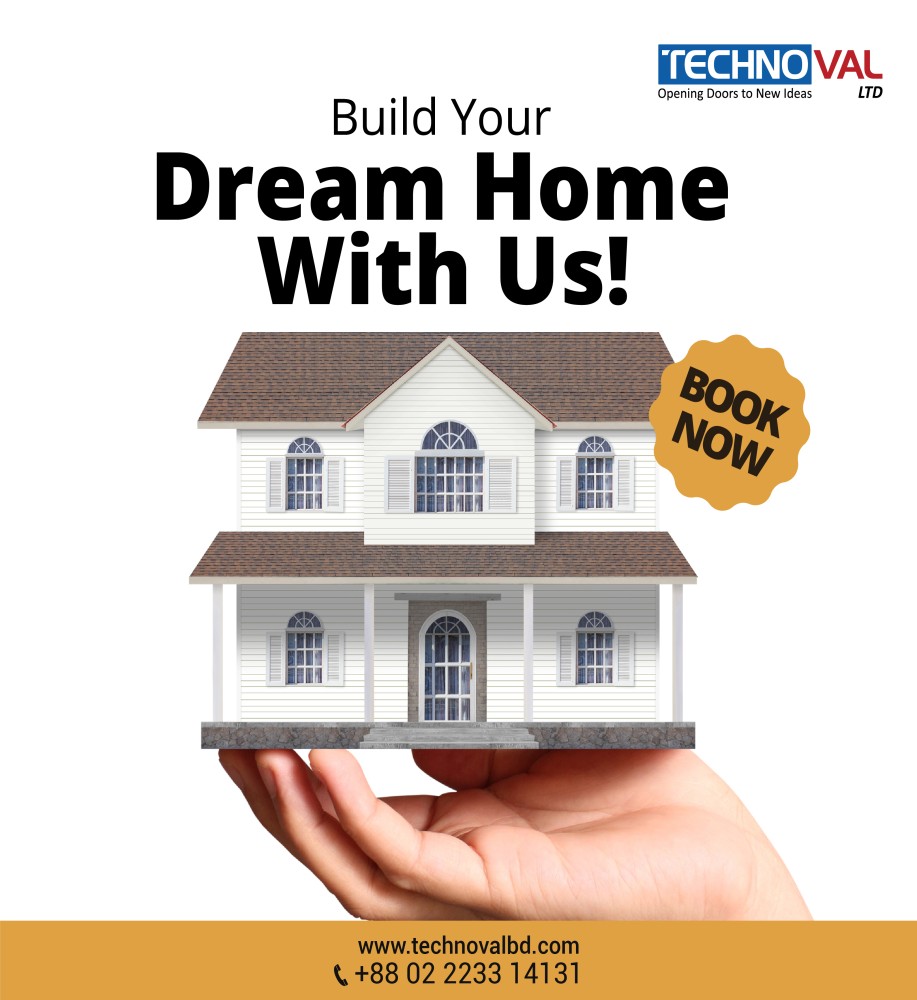 TECHNOVAL
Opening Doors to New Ideas LTD
Build Your
Dream Home
With Us!
BOOK
NOW
www.technovalbd.com
+88 02 2233 14131